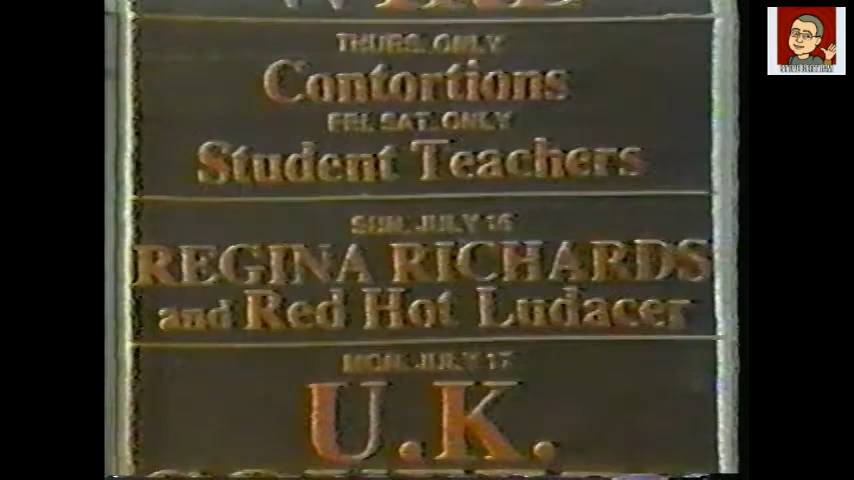 WIRE
THURS. ONLY
Contortions
FRI. SAT. ONLY
Student Teachers
SUN. JULY 16
REGINA RICHARDS
and Red Hot Ludacer
MON. JULY 17
U.K.